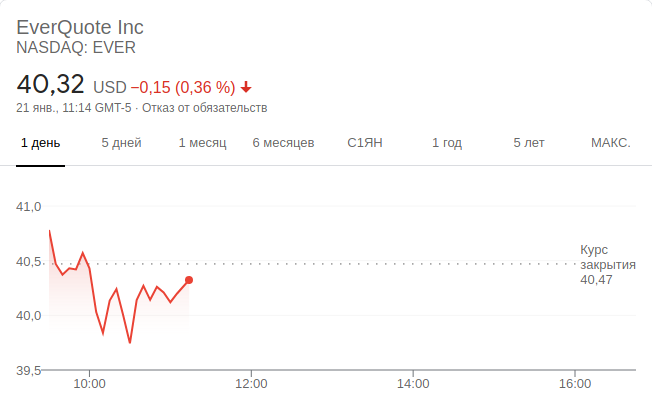 EverQuote Inc
NASDAQ: EVER
40,32 USD −0,15 (0,36 %)
21 янв., 11:14 GMT-5 · Отказ от обязательств
1 день 5 дней 1 месяц 6 месяцев С1ЯН 1 год 5 лет МАКС.
41,0
40,5
40,0
39,5
Курс
закрытия
40,47
10:00 12:00 14:00 16:00